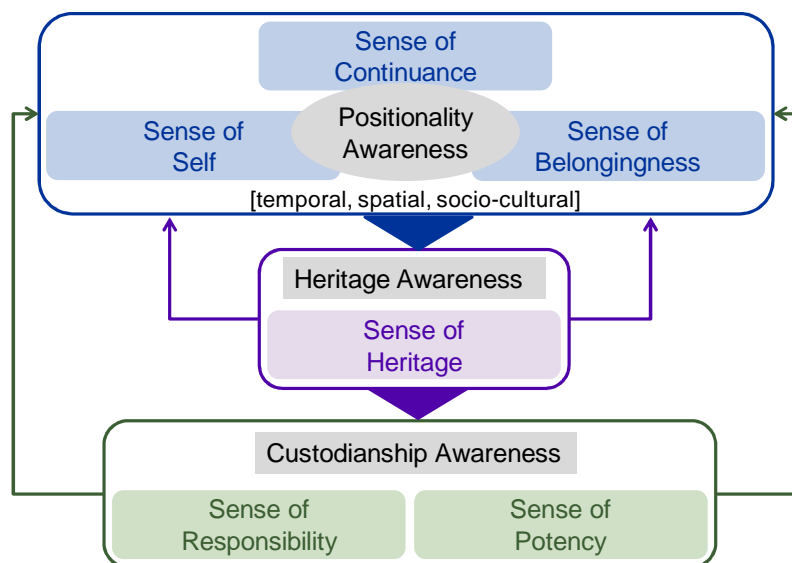 Sense of
Continuance
Positionality
Awareness
Sense of
Self
Sense of
Belongingness
[temporal, spatial, socio-cultural]
Heritage Awareness
Sense of
Heritage
Custodianship Awareness
Sense of
Responsibility
Sense of
Potency